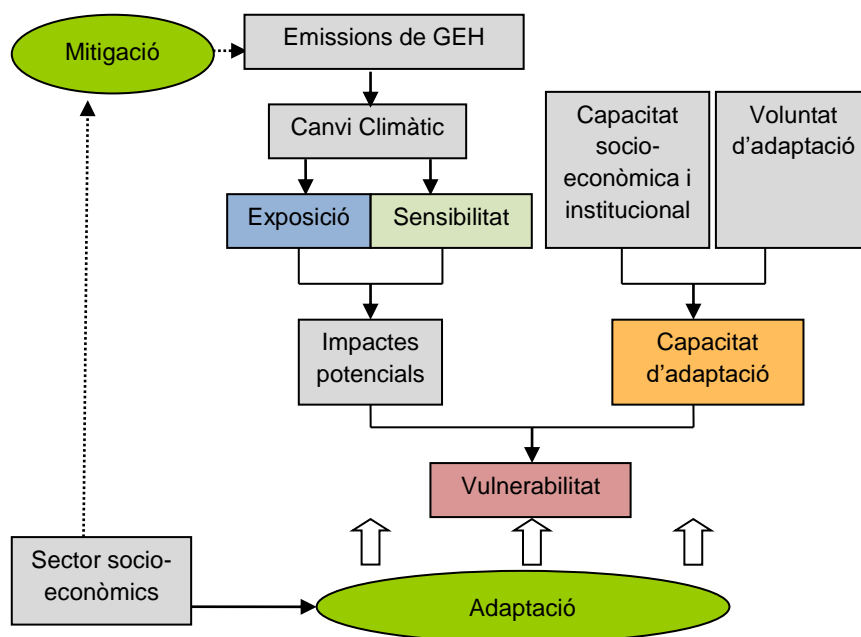 Mitigació
Emissions de GEH
Canvi Climàtic
Capacitat
socio-
econòmica i
institucional
Voluntat
d’adaptació
Exposició
Sensibilitat
Impactes
potencials
Capacitat
d’adaptació
Vulnerabilitat
Sector socio-
econòmics
Adaptació